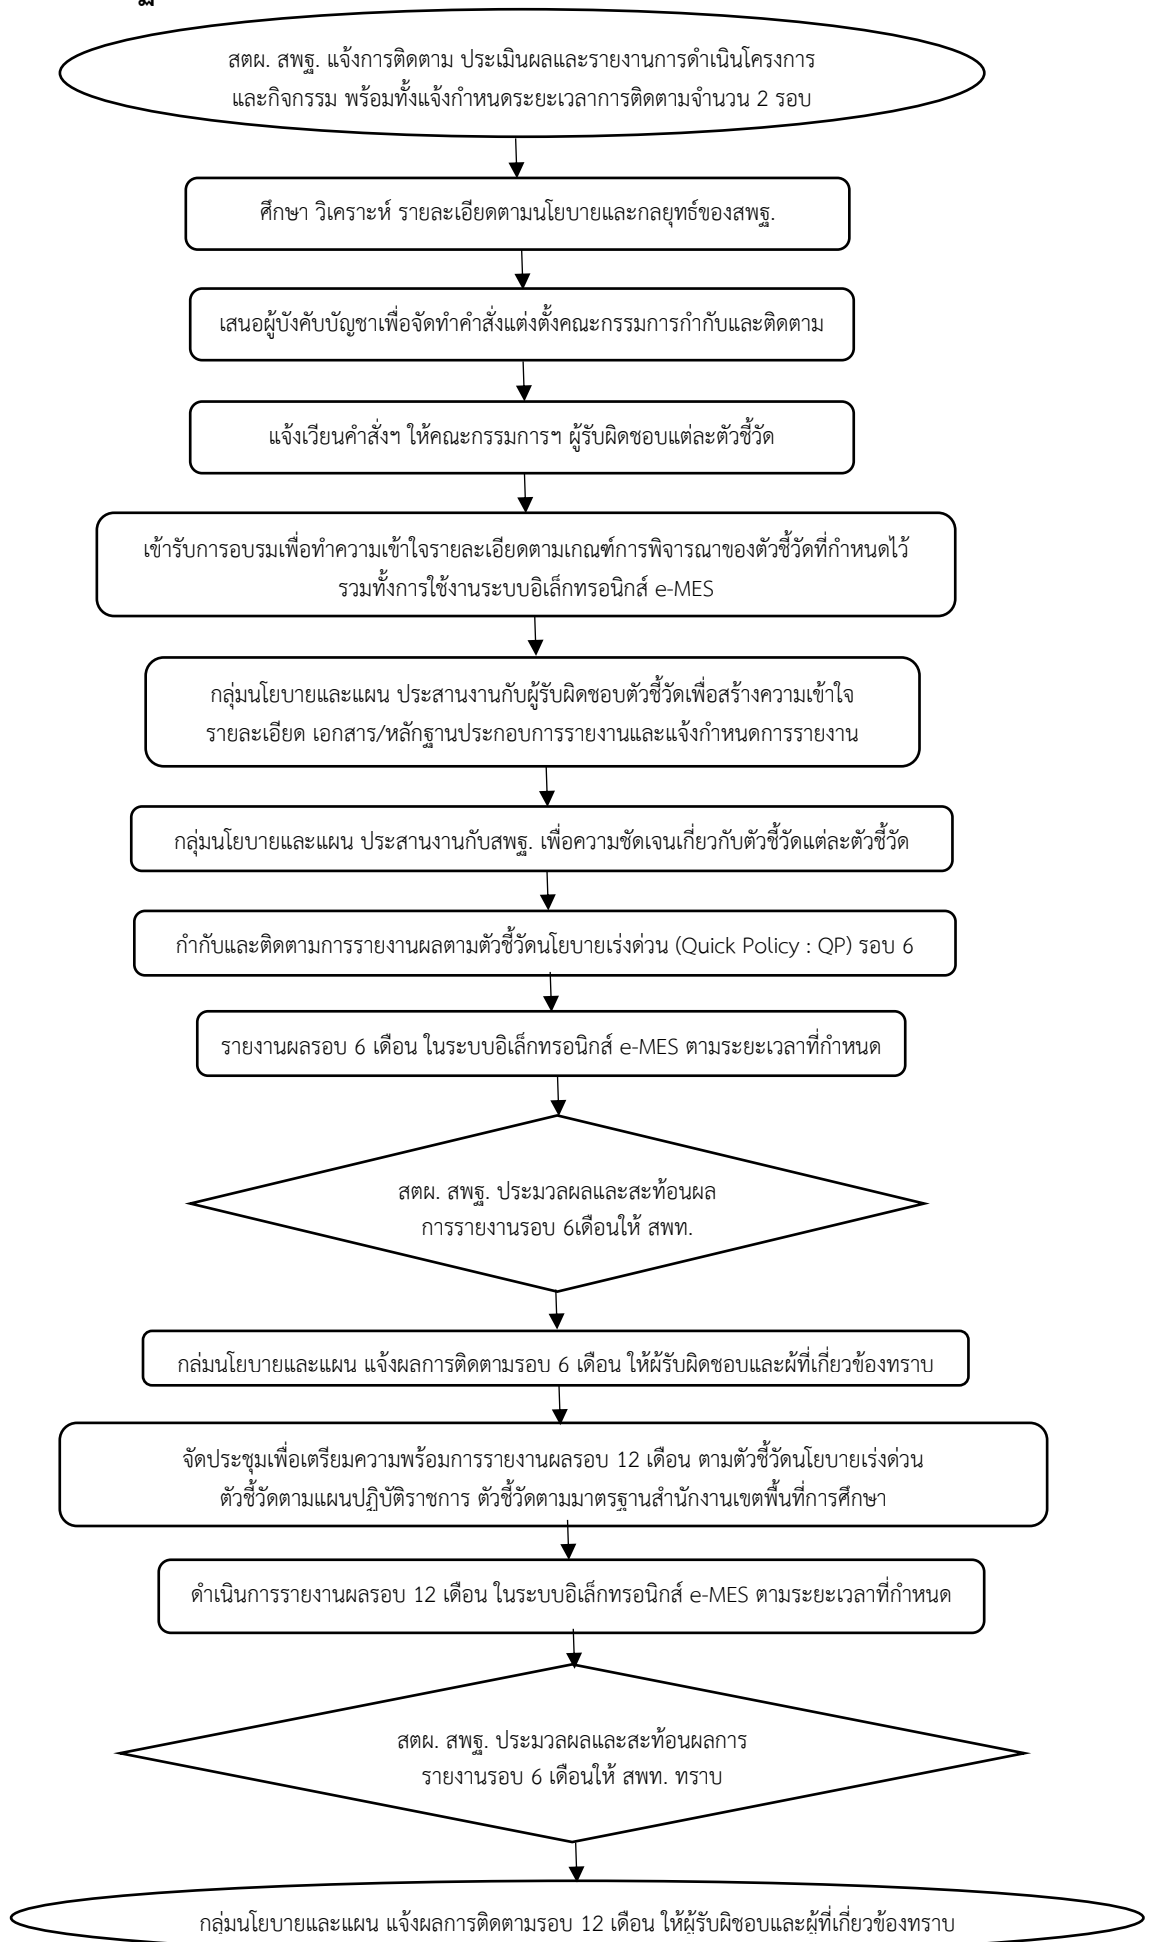 สตผ. สพฐ. แจ้งการติดตาม ประเมินผลและรายงานการดำเนินโครงการ
และกิจกรรม พร้อมทั้งแจ้งกำหนดระยะเวลาการติดตามจำนวน 2 รอบ
ศึกษา วิเคราะห์ รายละเอียดตามนโยบายและกลยุทธ์ของสพฐ.
เสนอผู้บังคับบัญชาเพื่อจัดทำคำสั่งแต่งตั้งคณะกรรมการกำกับและติดตาม
แจ้งเวียนคำสั่งฯ ให้คณะกรรมการฯ ผู้รับผิดชอบแต่ละตัวชี้วัด
เข้ารับการอบรมเพื่อทำความเข้าใจรายละเอียดตามเกณฑ์การพิจารณาของตัวชี้วัดที่กำหนดไว้
รวมทั้งการใช้งานระบบอิเล็กทรอนิกส์ e-MES
กลุ่มนโยบายและแผน ประสานงานกับผู้รับผิดชอบตัวชี้วัดเพื่อสร้างความเข้าใจ
รายละเอียด เอกสาร/หลักฐานประกอบการรายงานและแจ้งกำหนดการรายงาน
กลุ่มนโยบายและแผน ประสานงานกับสพฐ. เพื่อความชัดเจนเกี่ยวกับตัวชี้วัดแต่ละตัวชี้วัด
กำกับและติดตามการรายงานผลตามตัวชี้วัดนโยบายเร่งด่วน (Quick Policy : QP) รอบ 6
รายงานผลรอบ 6 เดือน ในระบบอิเล็กทรอนิกส์ e-MES ตามระยะเวลาที่กำหนด
สตผ. สพฐ. ประมวลผลและสะท้อนผล
การรายงานรอบ 6เดือนให้ สพท.
กลุ่มนโยบายและแผน แจ้งผลการติดตามรอบ 6 เดือน ให้ผู้รับผิดชอบและผู้ที่เกี่ยวข้องทราบ
จัดประชุมเพื่อเตรียมความพร้อมการรายงานผลรอบ 12 เดือน ตามตัวชี้วัดนโยบายเร่งด่วน
ตัวชี้วัดตามแผนปฏิบัติราชการ ตัวชี้วัดตามมาตรฐานสำนักงานเขตพื้นที่การศึกษา
ดำเนินการรายงานผลรอบ 12 เดือน ในระบบอิเล็กทรอนิกส์ e-MES ตามระยะเวลาที่กำหนด
สตผ. สพฐ. ประมวลผลและสะท้อนผลการ
รายงานรอบ 6 เดือนให้ สพท. ทราบ
กลุ่มนโยบายและแผน แจ้งผลการติดตามรอบ 12 เดือน ให้ผู้รับผิชอบและผู้ที่เกี่ยวข้องทราบ